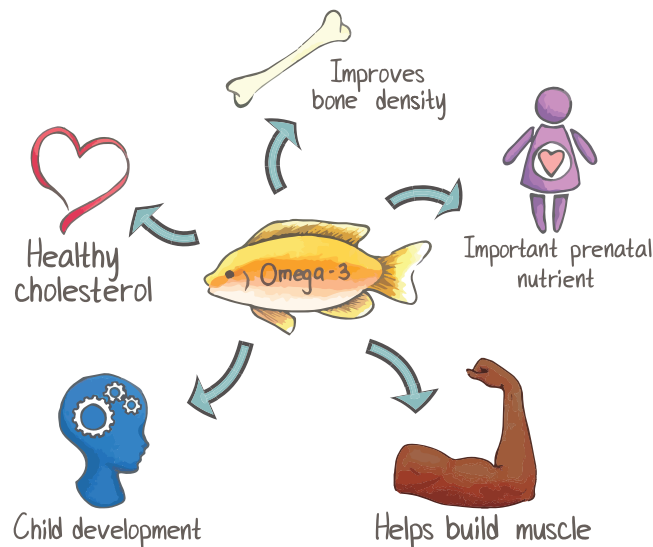 Improves
bone density
Important prenatal
nutrient
Healthy
cholesterol
Omega-3
Child development
Helps build muscle